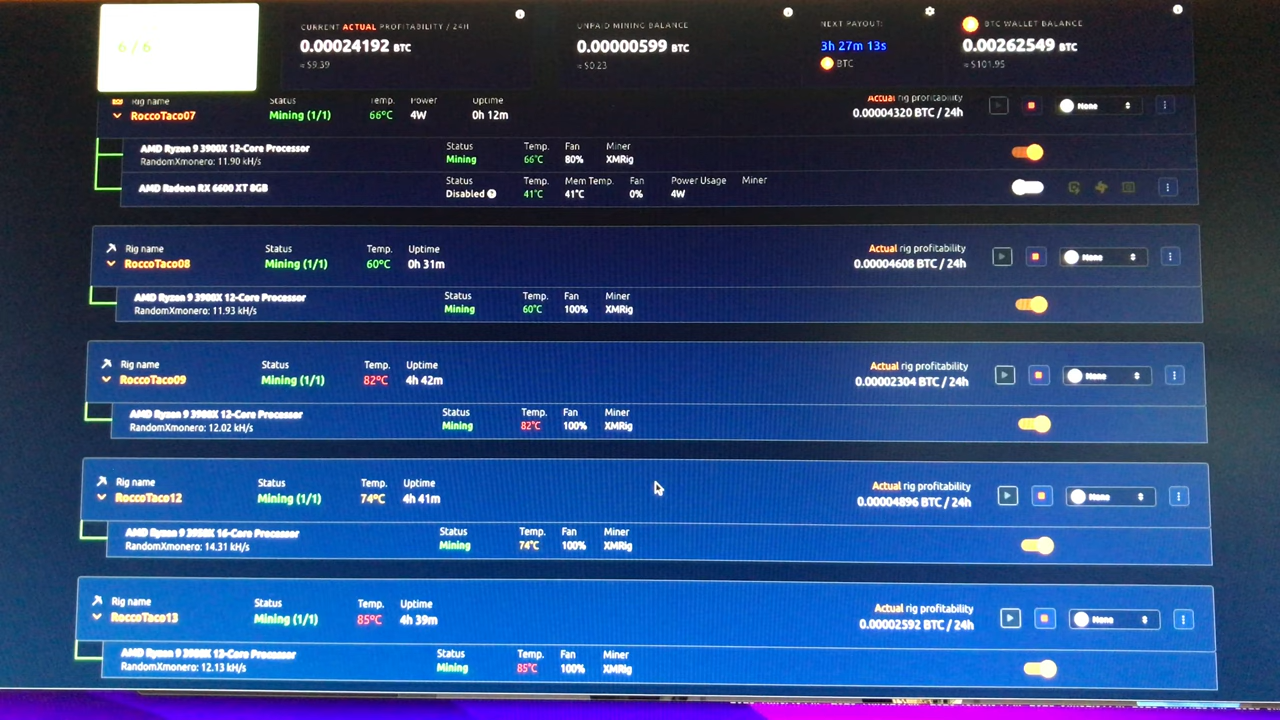 6 / 6
CURRENT ACTUAL PROFITABILITY / 24H
0.00024192 BTC
≈ $9.39
UNPAID MINING BALANCE
0.00000599 BTC
≈ $0.23
NEXT PAYOUT:
3h 27m 13s
BTC
BTC WALLET BALANCE
0.00262549 BTC
≈ $101.95
Rig name Status Temp. Power Uptime Actual rig profitability
RoccoTaco07 Mining (1/1) 66°C 4W 0h 12m 0.00004320 BTC / 24h None
AMD Ryzen 9 3900X 12-Core Processor Status Temp. Fan Miner
RandomXmonero: 11.90 kH/s Mining 66°C 80% XMRig
AMD Radeon RX 6600 XT 8GB Status Temp. Mem Temp. Fan Power Usage Miner
Disabled 41°C 41°C 0% 4W
Rig name Status Temp. Uptime Actual rig profitability
RoccoTaco08 Mining (1/1) 60°C 0h 31m 0.00004608 BTC / 24h None
AMD Ryzen 9 3900X 12-Core Processor Status Temp. Fan Miner
RandomXmonero: 11.93 kH/s Mining 60°C 100% XMRig
Rig name Status Temp. Uptime Actual rig profitability
RoccoTaco09 Mining (1/1) 82°C 4h 42m 0.00002304 BTC / 24h None
AMD Ryzen 9 3900X 12-Core Processor Status Temp. Fan Miner
RandomXmonero: 12.02 kH/s Mining 82°C 100% XMRig
Rig name Status Temp. Uptime Actual rig profitability
RoccoTaco12 Mining (1/1) 74°C 4h 41m 0.00004896 BTC / 24h None
AMD Ryzen 9 3950X 16-Core Processor Status Temp. Fan Miner
RandomXmonero: 14.31 kH/s Mining 74°C 100% XMRig
Rig name Status Temp. Uptime Actual rig profitability
RoccoTaco13 Mining (1/1) 85°C 4h 39m 0.00002592 BTC / 24h None
AMD Ryzen 9 3900X 12-Core Processor Status Temp. Fan Miner
RandomXmonero: 12.13 kH/s Mining 85°C 100% XMRig